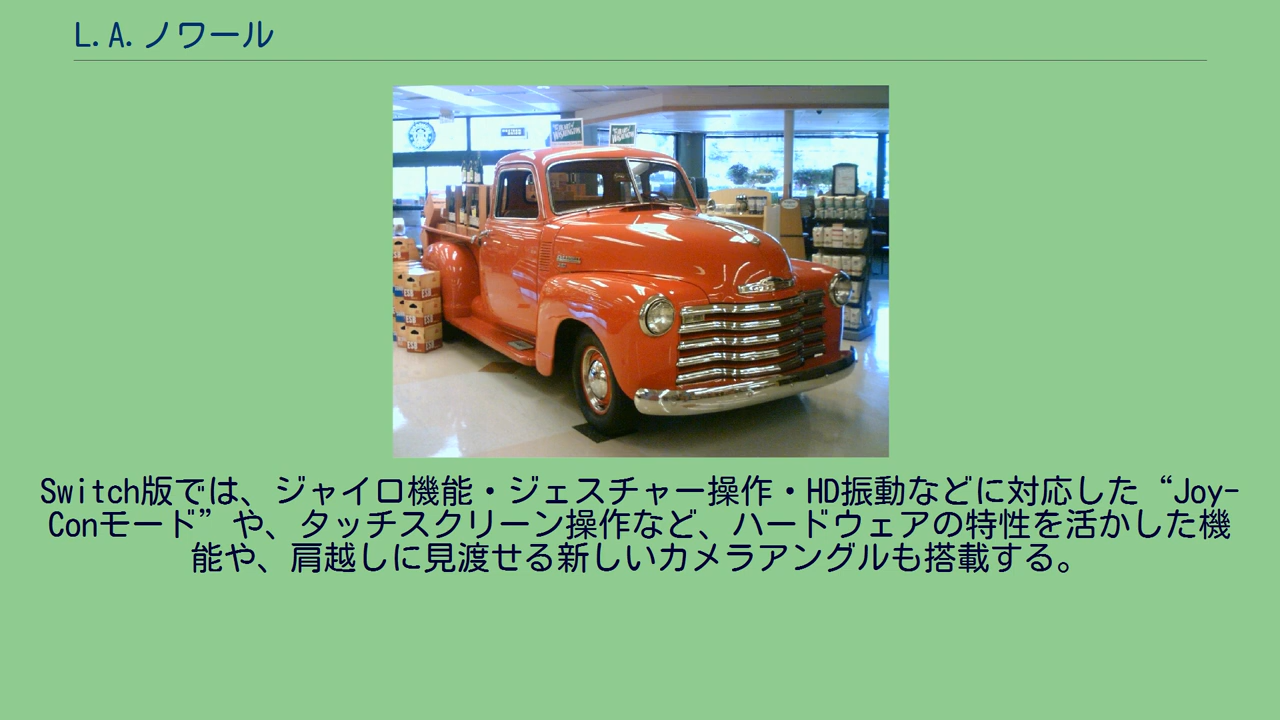 L.A.ノワール
Switch版では、ジャイロ機能・ジェスチャー操作・HD振動などに対応した“Joy-
Conモード”や、タッチスクリーン操作など、ハードウェアの特性を活かした機
能や、肩越しに見渡せる新しいカメラアングルも搭載する。